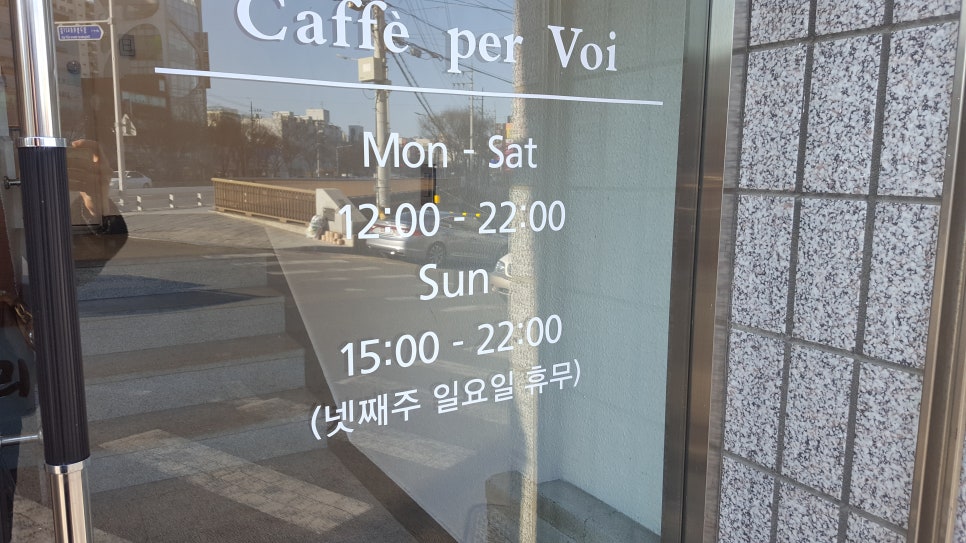 Caffè per Voi
Mon - Sat
12:00 - 22:00
Sun
15:00 - 22:00
(넷째주 일요일 휴무)